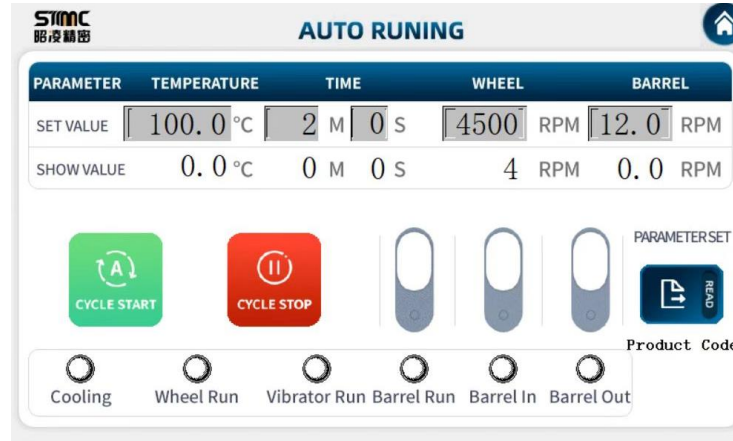 STIMC
昭凌精密
AUTO RUNING
PARAMETER TEMPERATURE TIME WHEEL BARREL
SET VALUE 100.0 °C 2 M 0 S 4500 RPM 12.0 RPM
SHOW VALUE 0.0 °C 0 M 0 S 4 RPM 0.0 RPM
PARAMETER SET
A
CYCLE START
CYCLE STOP
READ
Product Code
Cooling Wheel Run Vibrator Run Barrel Run Barrel In Barrel Out